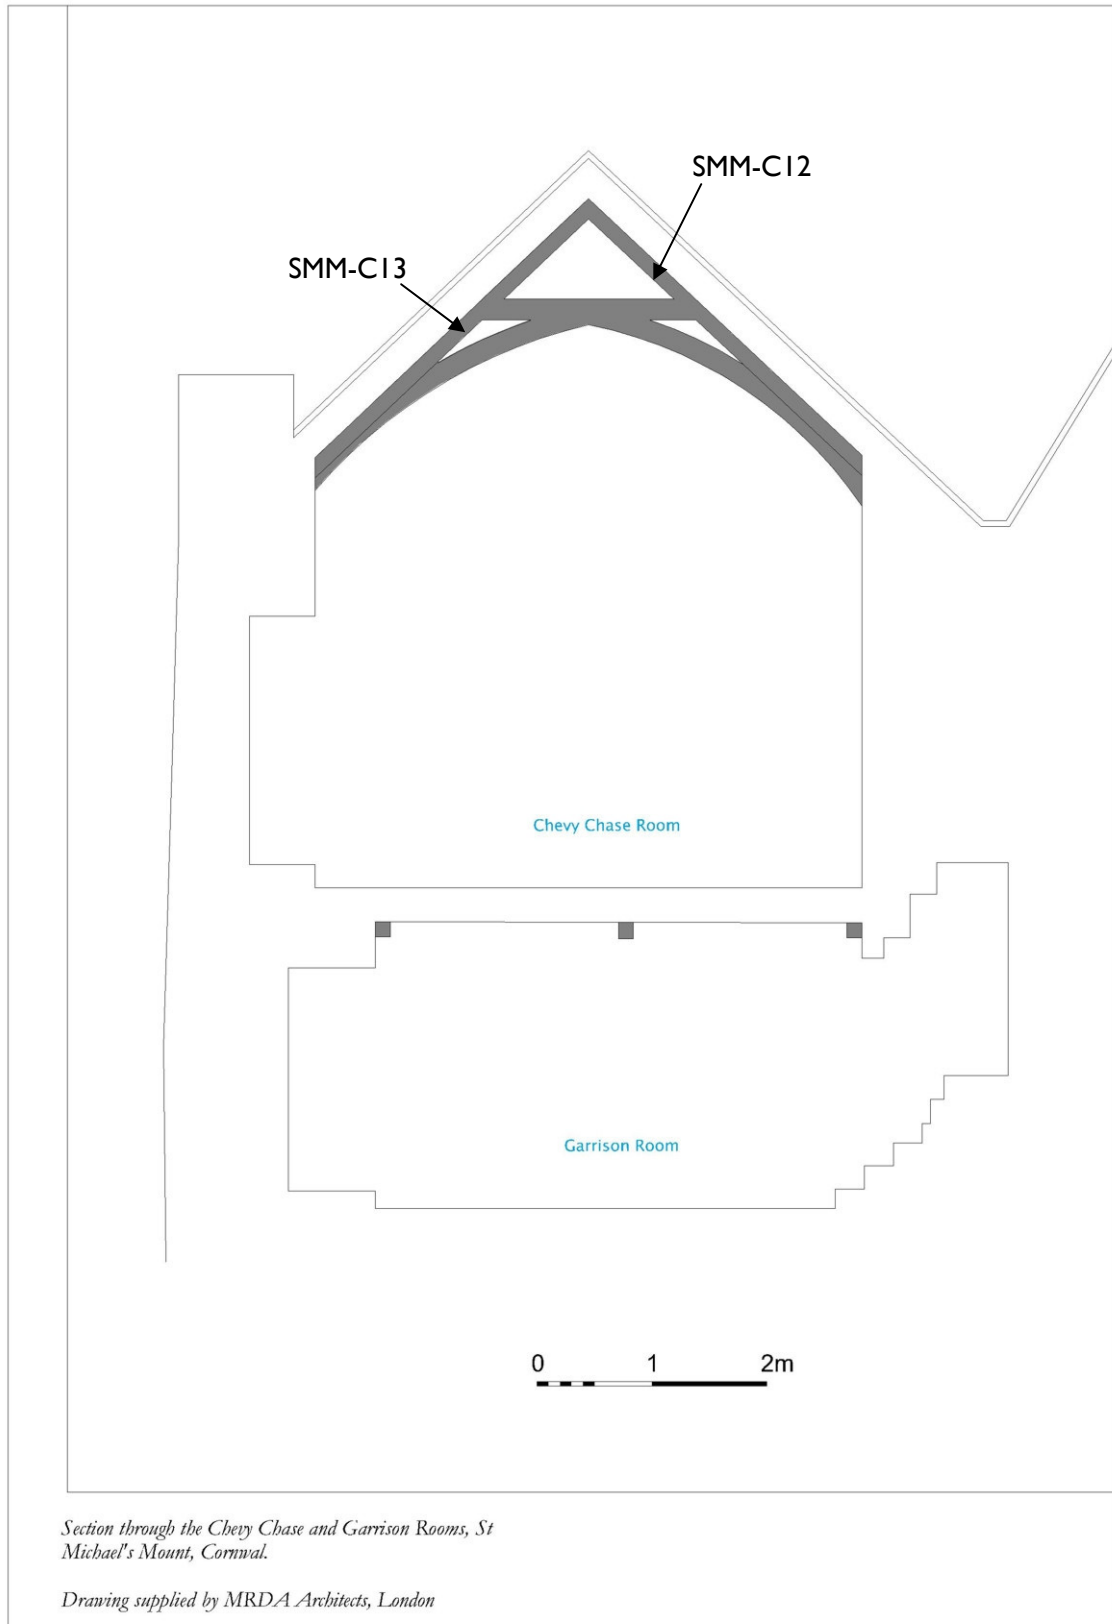 SMM-C12
SMM-C13
Chevy Chase Room
Garrison Room
0 1 2m
Section through the Chevy Chase and Garrison Rooms, St
Michael's Mount, Cornwal.
Drawing supplied by MRDA Architects, London